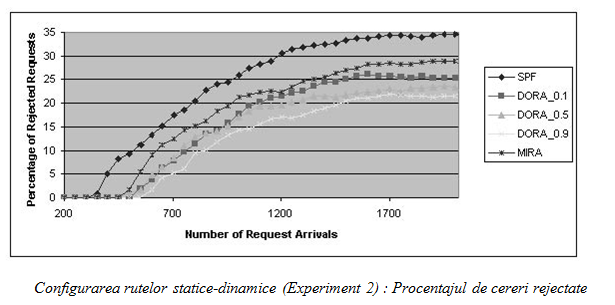 35
30
25
20
15
10
5
0
Percentage of Rejected Requests
200 700 1200 1700
Number of Request Arrivals
SPF
DORA_0.1
DORA_0.5
DORA_0.9
MIRA
Configurarea rutelor statice-dinamice (Experiment 2) : Procentajul de cereri rejectate